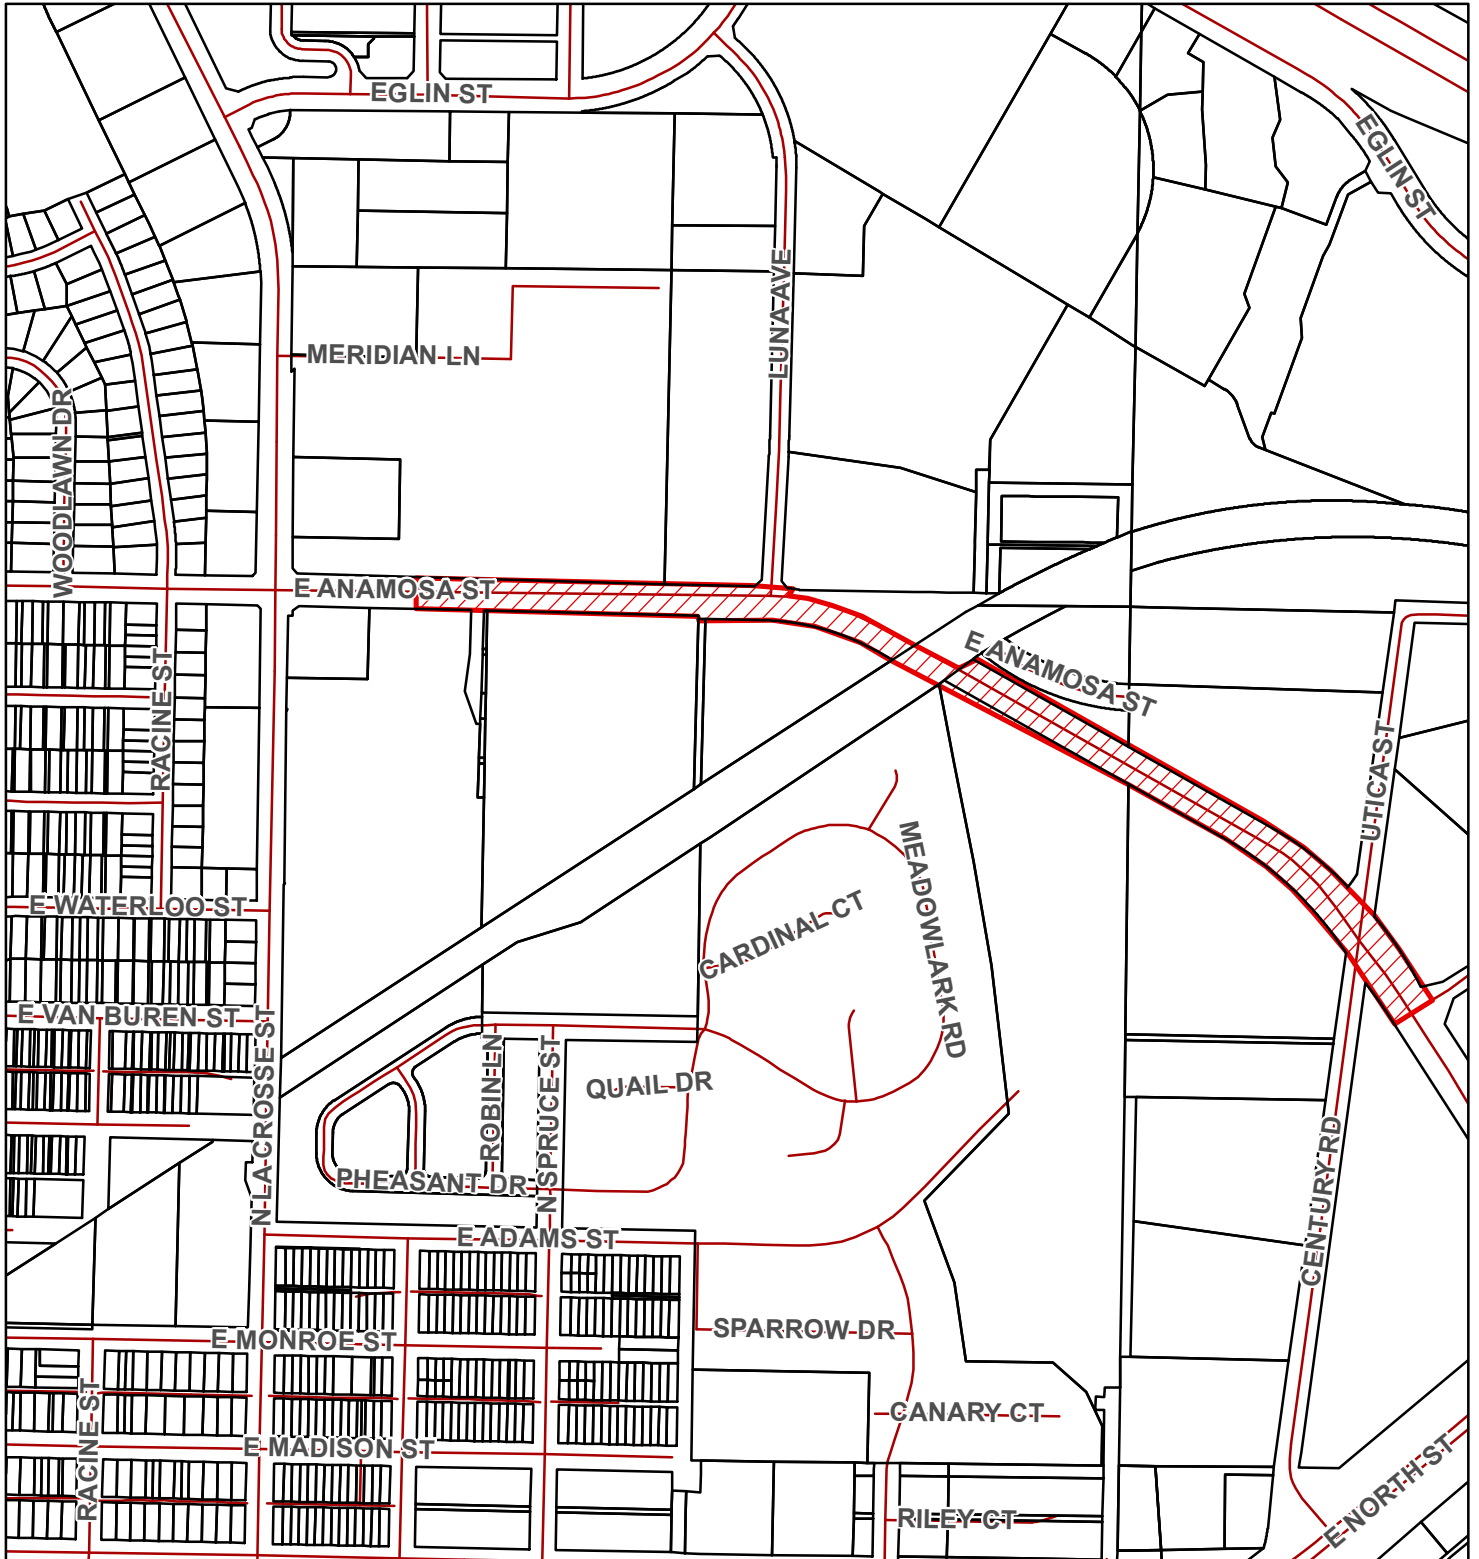 EGLIN ST
EGLIN ST
LUNA AVE
MERIDIAN LN
WOODLAWN DR
E ANAMOSA ST
E ANAMOSA ST
RACINE ST
UTICA ST
MEADOWLARK RD
CARDINAL CT
E WATERLOO ST
E VAN BUREN ST
N LACROSSE ST
ROBIN LN
N SPRUCE ST
QUAIL DR
PHEASANT DR
CENTURY RD
E ADAMS ST
SPARROW DR
E MONROE ST
RACINE ST
CANARY CT
E MADISON ST
RILEY CT
E NORTH ST